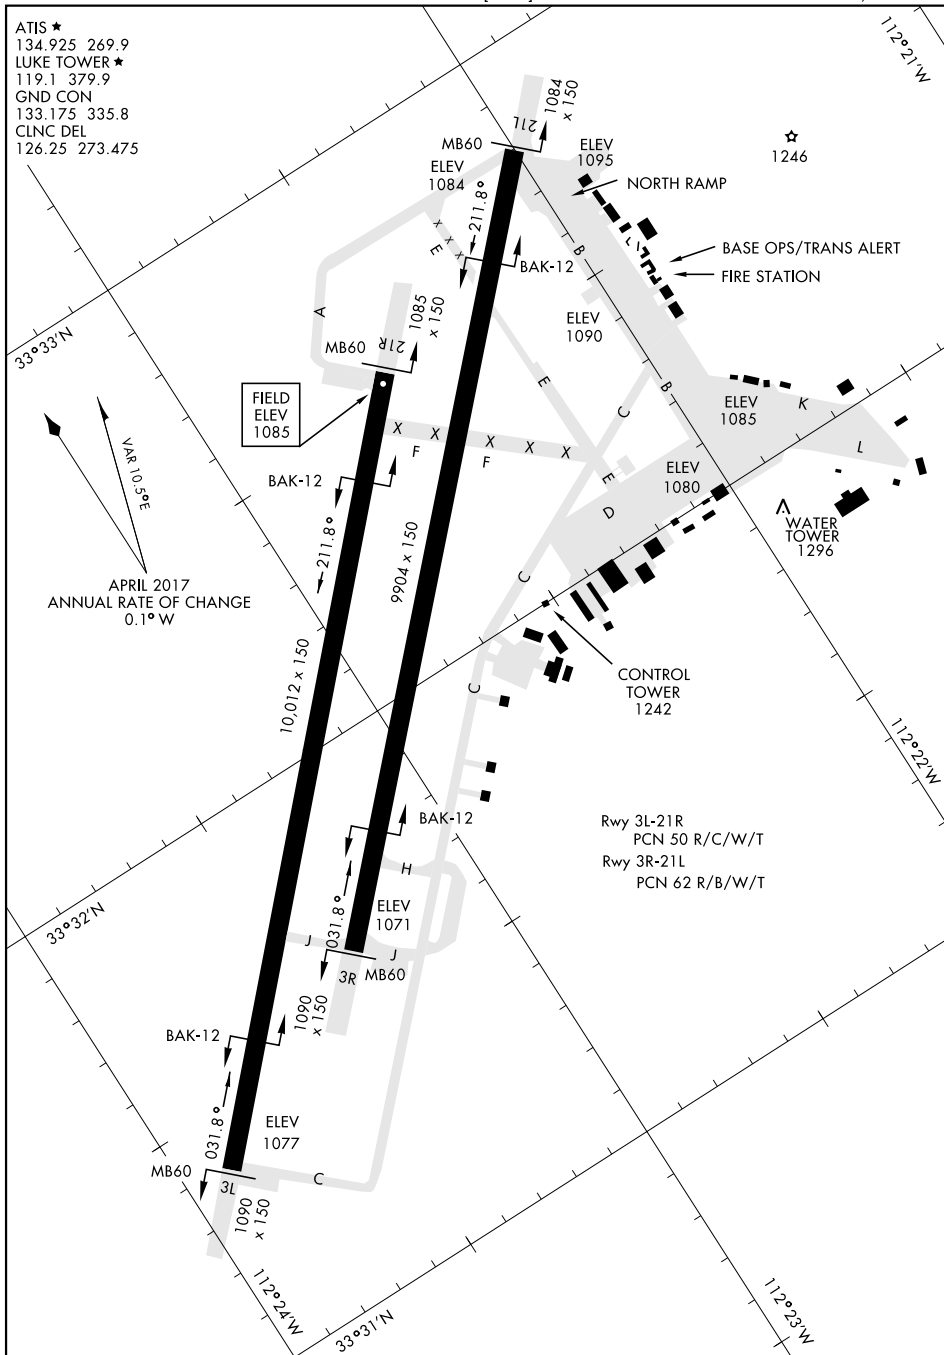 ATIS ★
134.925 269.9
LUKE TOWER ★
119.1 379.9
GND CON
133.175 335.8
CLNC DEL
126.25 273.475
112°21'W
1084
x 150
21L
MB60
ELEV
1084
ELEV
1095
1246
NORTH RAMP
211.8°
X
X
X
E
B
BASE OPS/TRANS ALERT
FIRE STATION
BAK-12
A
1085
x 150
ELEV
1090
33°33'N
MB60
21R
FIELD
ELEV
1085
E
C
B
ELEV
1085
K
L
X X X X X
F
F
VAR 10.5°E
BAK-12
E
ELEV
1080
D
WATER
TOWER
1296
211.8°
9904 x 150
APRIL 2017
ANNUAL RATE OF CHANGE
0.1° W
C
10,012 x 150
CONTROL
TOWER
1242
C
112°22'W
BAK-12
Rwy 3L-21R
PCN 50 R/C/W/T
Rwy 3R-21L
PCN 62 R/B/W/T
H
33°32'N
031.8°
ELEV
1071
J
J
3R
MB60
1090
x 150
BAK-12
031.8°
ELEV
1077
MB60
3L
C
1090
x 150
112°24'W
33°31'N
112°23'W